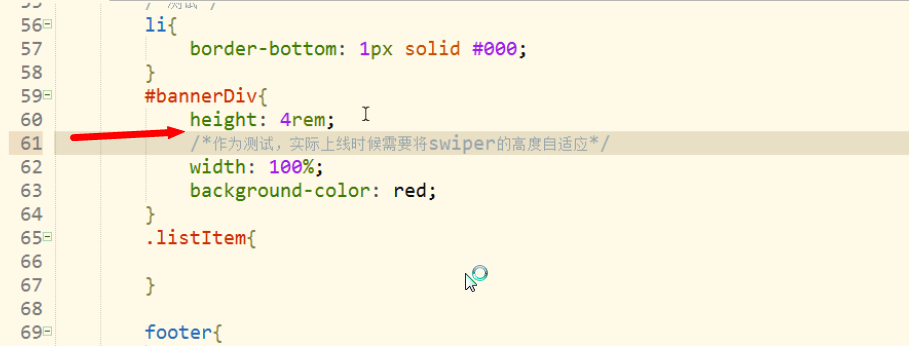 /*测试*/
56 li{
57 border-bottom: 1px solid #000;
58 }
59 #bannerDiv{
60 height: 4rem;
61 /*作为测试，实际上线时候需要将swiper的高度自适应*/
62 width: 100%;
63 background-color: red;
64 }
65 .listItem{
66
67 }
68
69 footer{